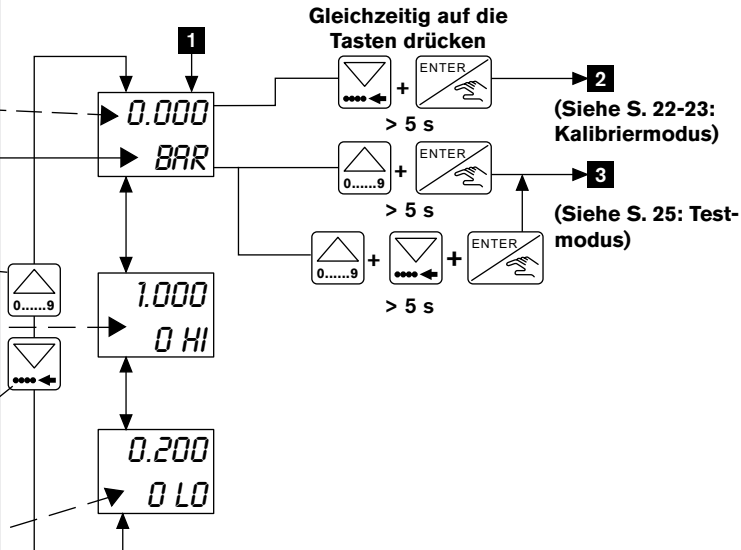 Gleichzeitig auf die
Tasten drücken
1
ENTER
+
> 5 s
2
(Siehe S. 22-23:
Kalibriermodus)
0.000
BAR
0......9
+
ENTER
> 5 s
3
(Siehe S. 25: Test-
modus)
0......9
+
+
ENTER
> 5 s
0......9
1.000
0 HI
0.200
0 LO